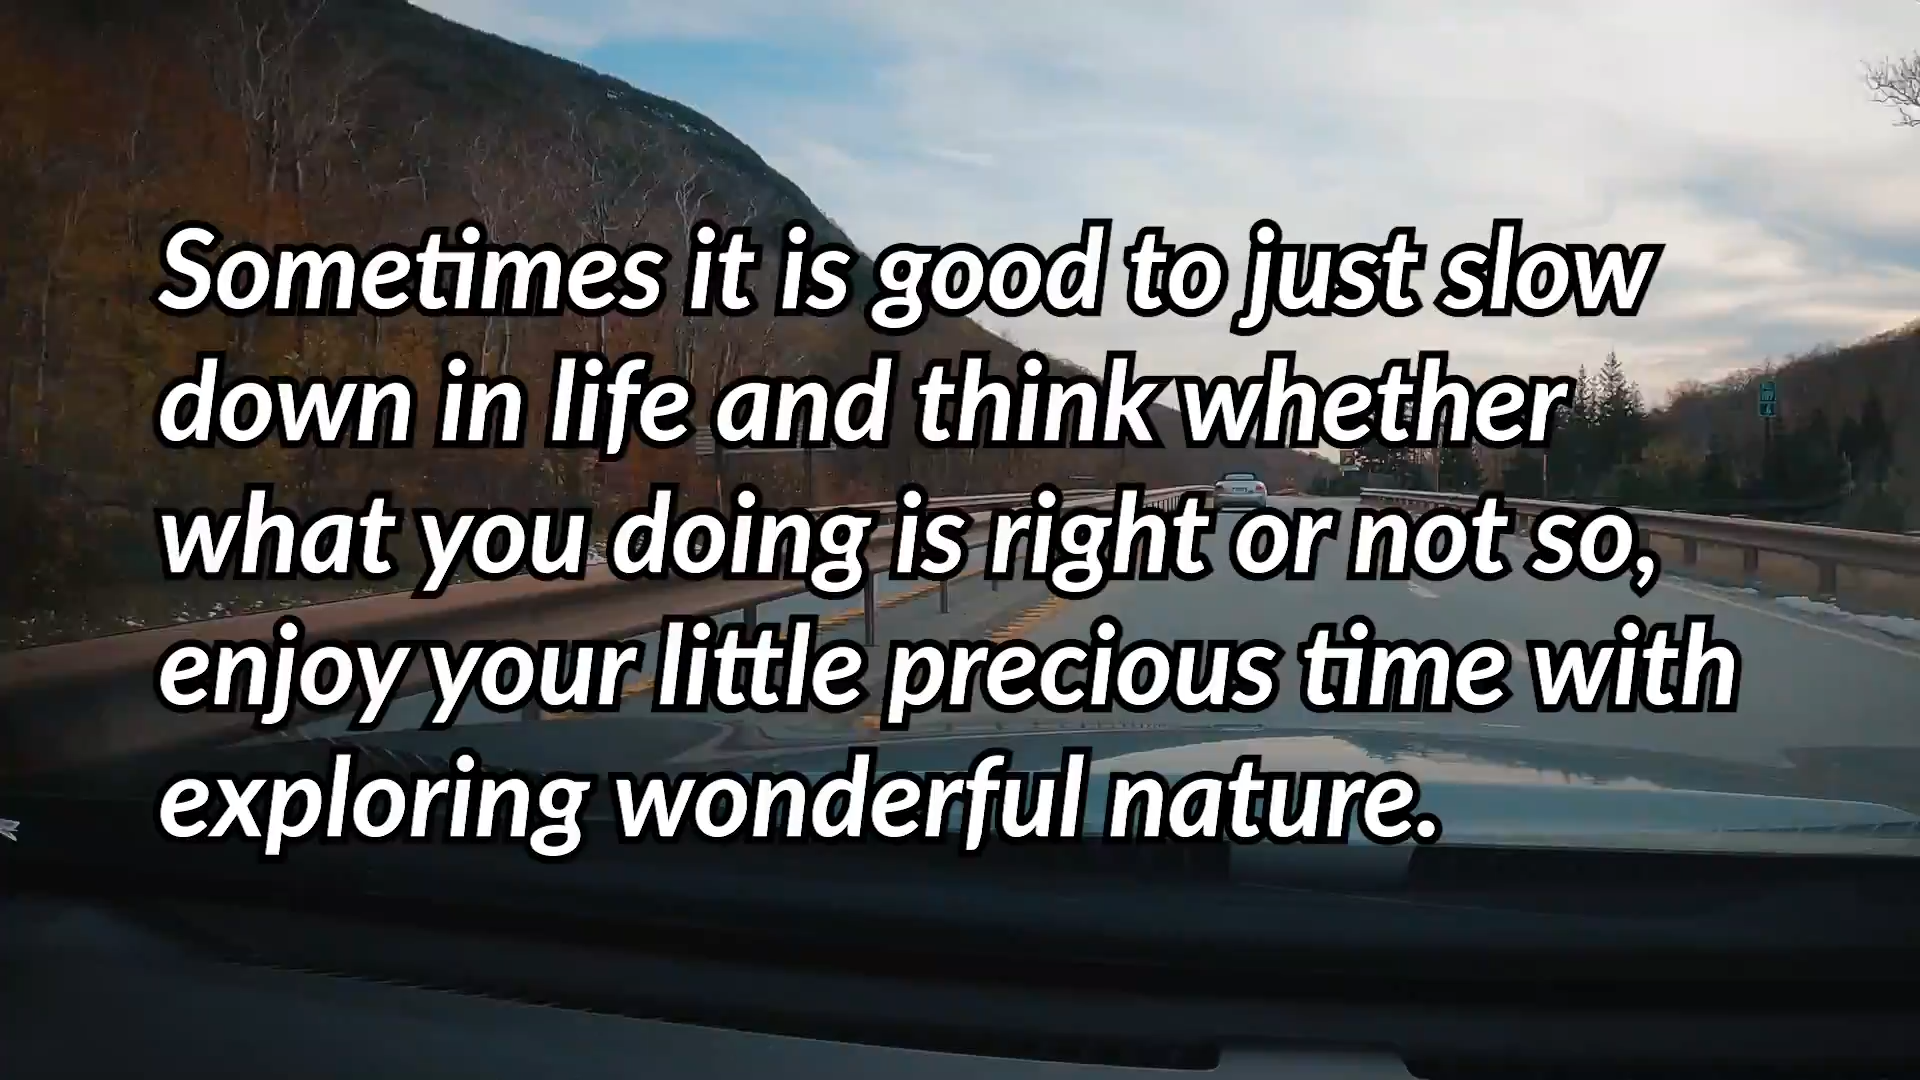 Sometimes it is good to just slow
down in life and think whether
what you doing is right or not so,
enjoy your little precious time with
exploring wonderful nature.